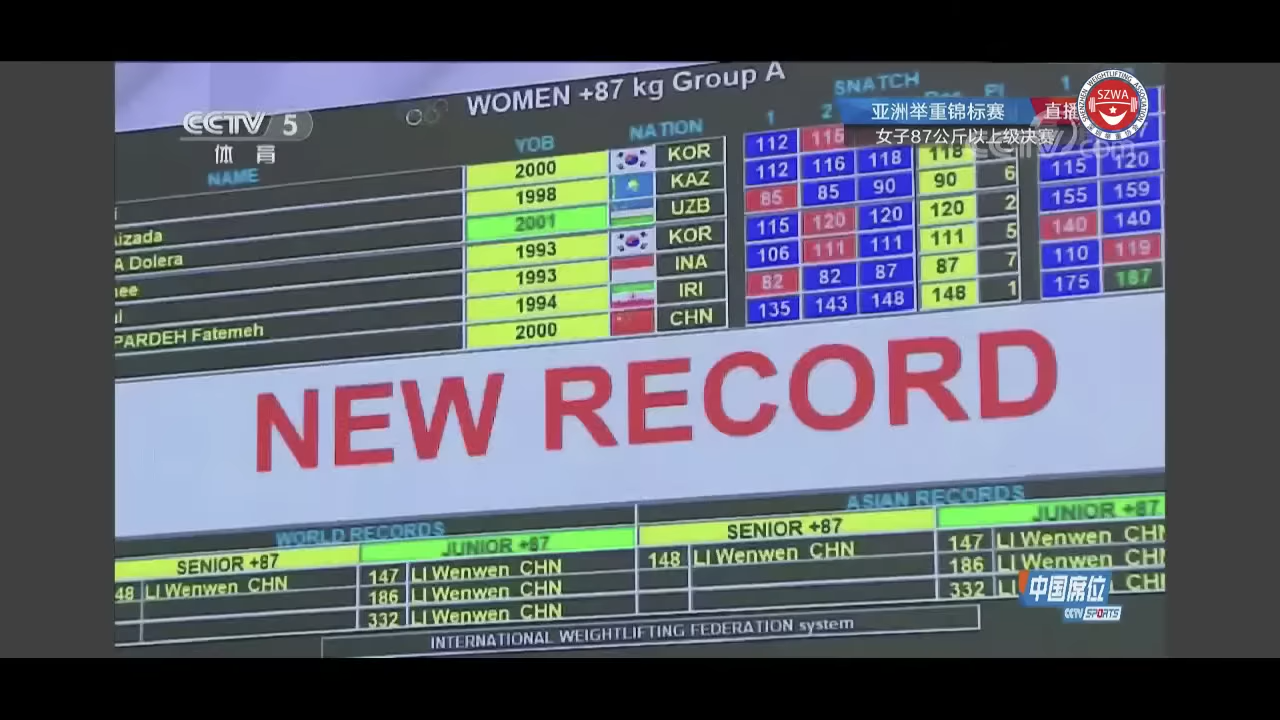 WOMEN +87 kg Group A
CCTV 5
体育
亚洲举重锦标赛 直播
女子87公斤以上级决赛
SZWA
SNATCH
NAME YOB NATION 1 2
2000 KOR 112 115
1998 KAZ 112 116 118 118 6 115 120
Aizada 2001 UZB 85 85 90 90 155 159
A Dolera 1993 KOR 115 120 120 120 2 140 140
1993 INA 106 111 111 111 5 110 119
1994 IRI 82 82 87 87 7 175 187
PARDEH Fatemeh 2000 CHN 135 143 148 148 1
NEW RECORD
WORLD RECORDS ASIAN RECORDS
SENIOR +87 JUNIOR +87 SENIOR +87 JUNIOR +87
48 LI Wenwen CHN 147 LI Wenwen CHN 148 LI Wenwen CHN 147 LI Wenwen CHN
186 LI Wenwen CHN 186 LI Wenwen CHN
332 LI Wenwen CHN 332
中国席位
CCTV SPORTS
INTERNATIONAL WEIGHTLIFTING FEDERATION system